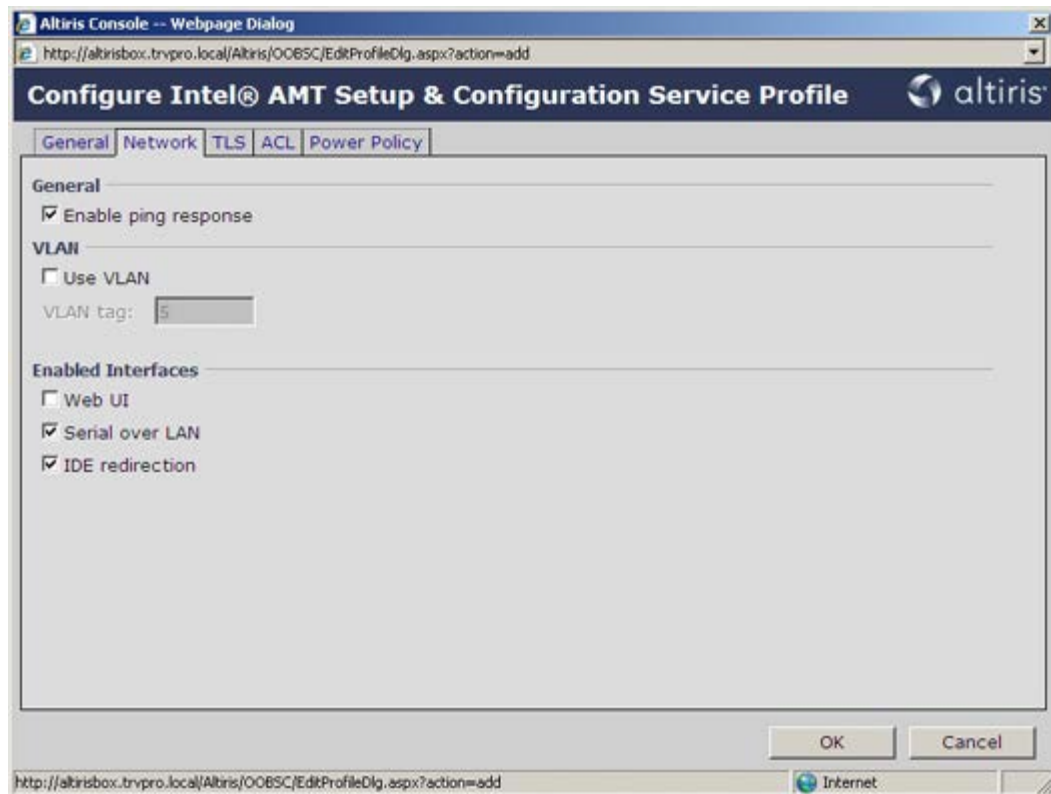 Altiris Console -- Webpage Dialog
http://altirisbox.trvpro.local/Altiris/OOBSC/EditProfileDlg.aspx?action=add
Configure Intel® AMT Setup & Configuration Service Profile altiris
General Network TLS ACL Power Policy
General
Enable ping response
VLAN
Use VLAN
VLAN tag: 5
Enabled Interfaces
Web UI
Serial over LAN
IDE redirection
OK Cancel
http://altirisbox.trvpro.local/Altiris/OOBSC/EditProfileDlg.aspx?action=add Internet